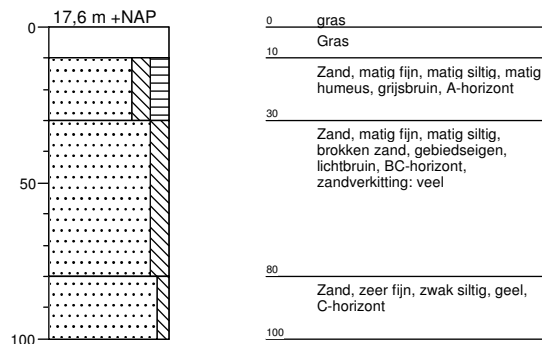 17,6 m +NAP
0
50
100
0 gras
Gras
10
Zand, matig fijn, matig siltig, matig
humeus, grijsbruin, A-horizont
30
Zand, matig fijn, matig siltig,
brokken zand, gebiedseigen,
lichtbruin, BC-horizont,
zandverkitting: veel
80
Zand, zeer fijn, zwak siltig, geel,
C-horizont
100